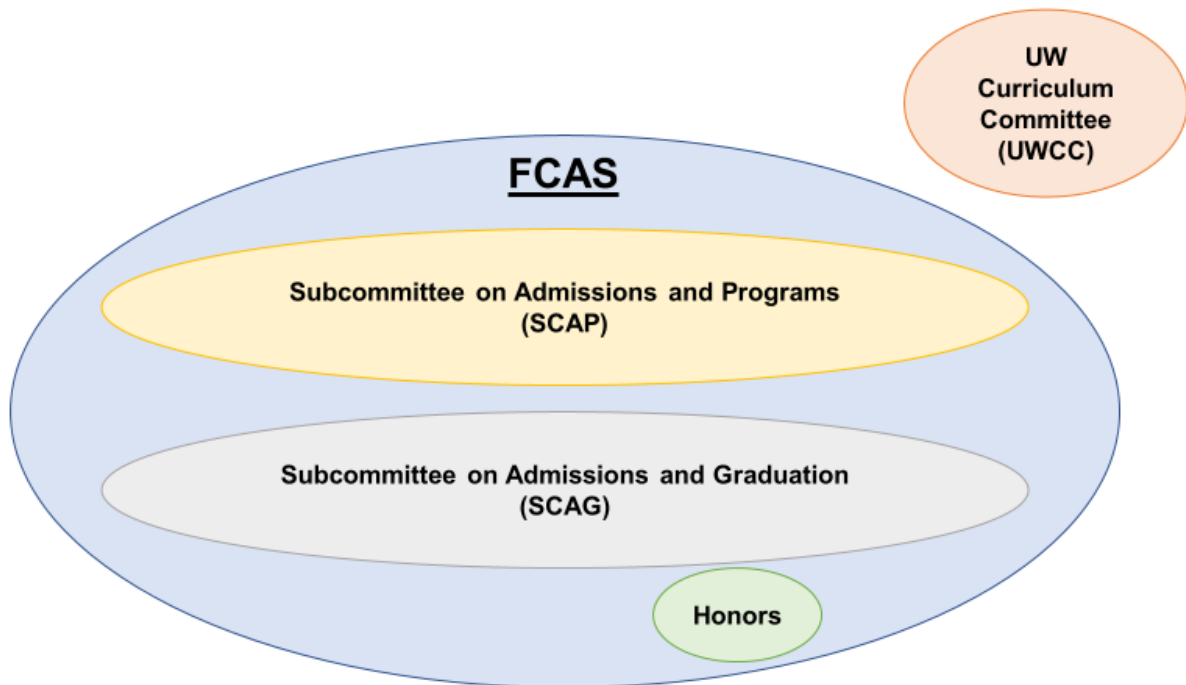 UW
Curriculum
Committee
(UWCC)
FCAS
Subcommittee on Admissions and Programs
(SCAP)
Subcommittee on Admissions and Graduation
(SCAG)
Honors